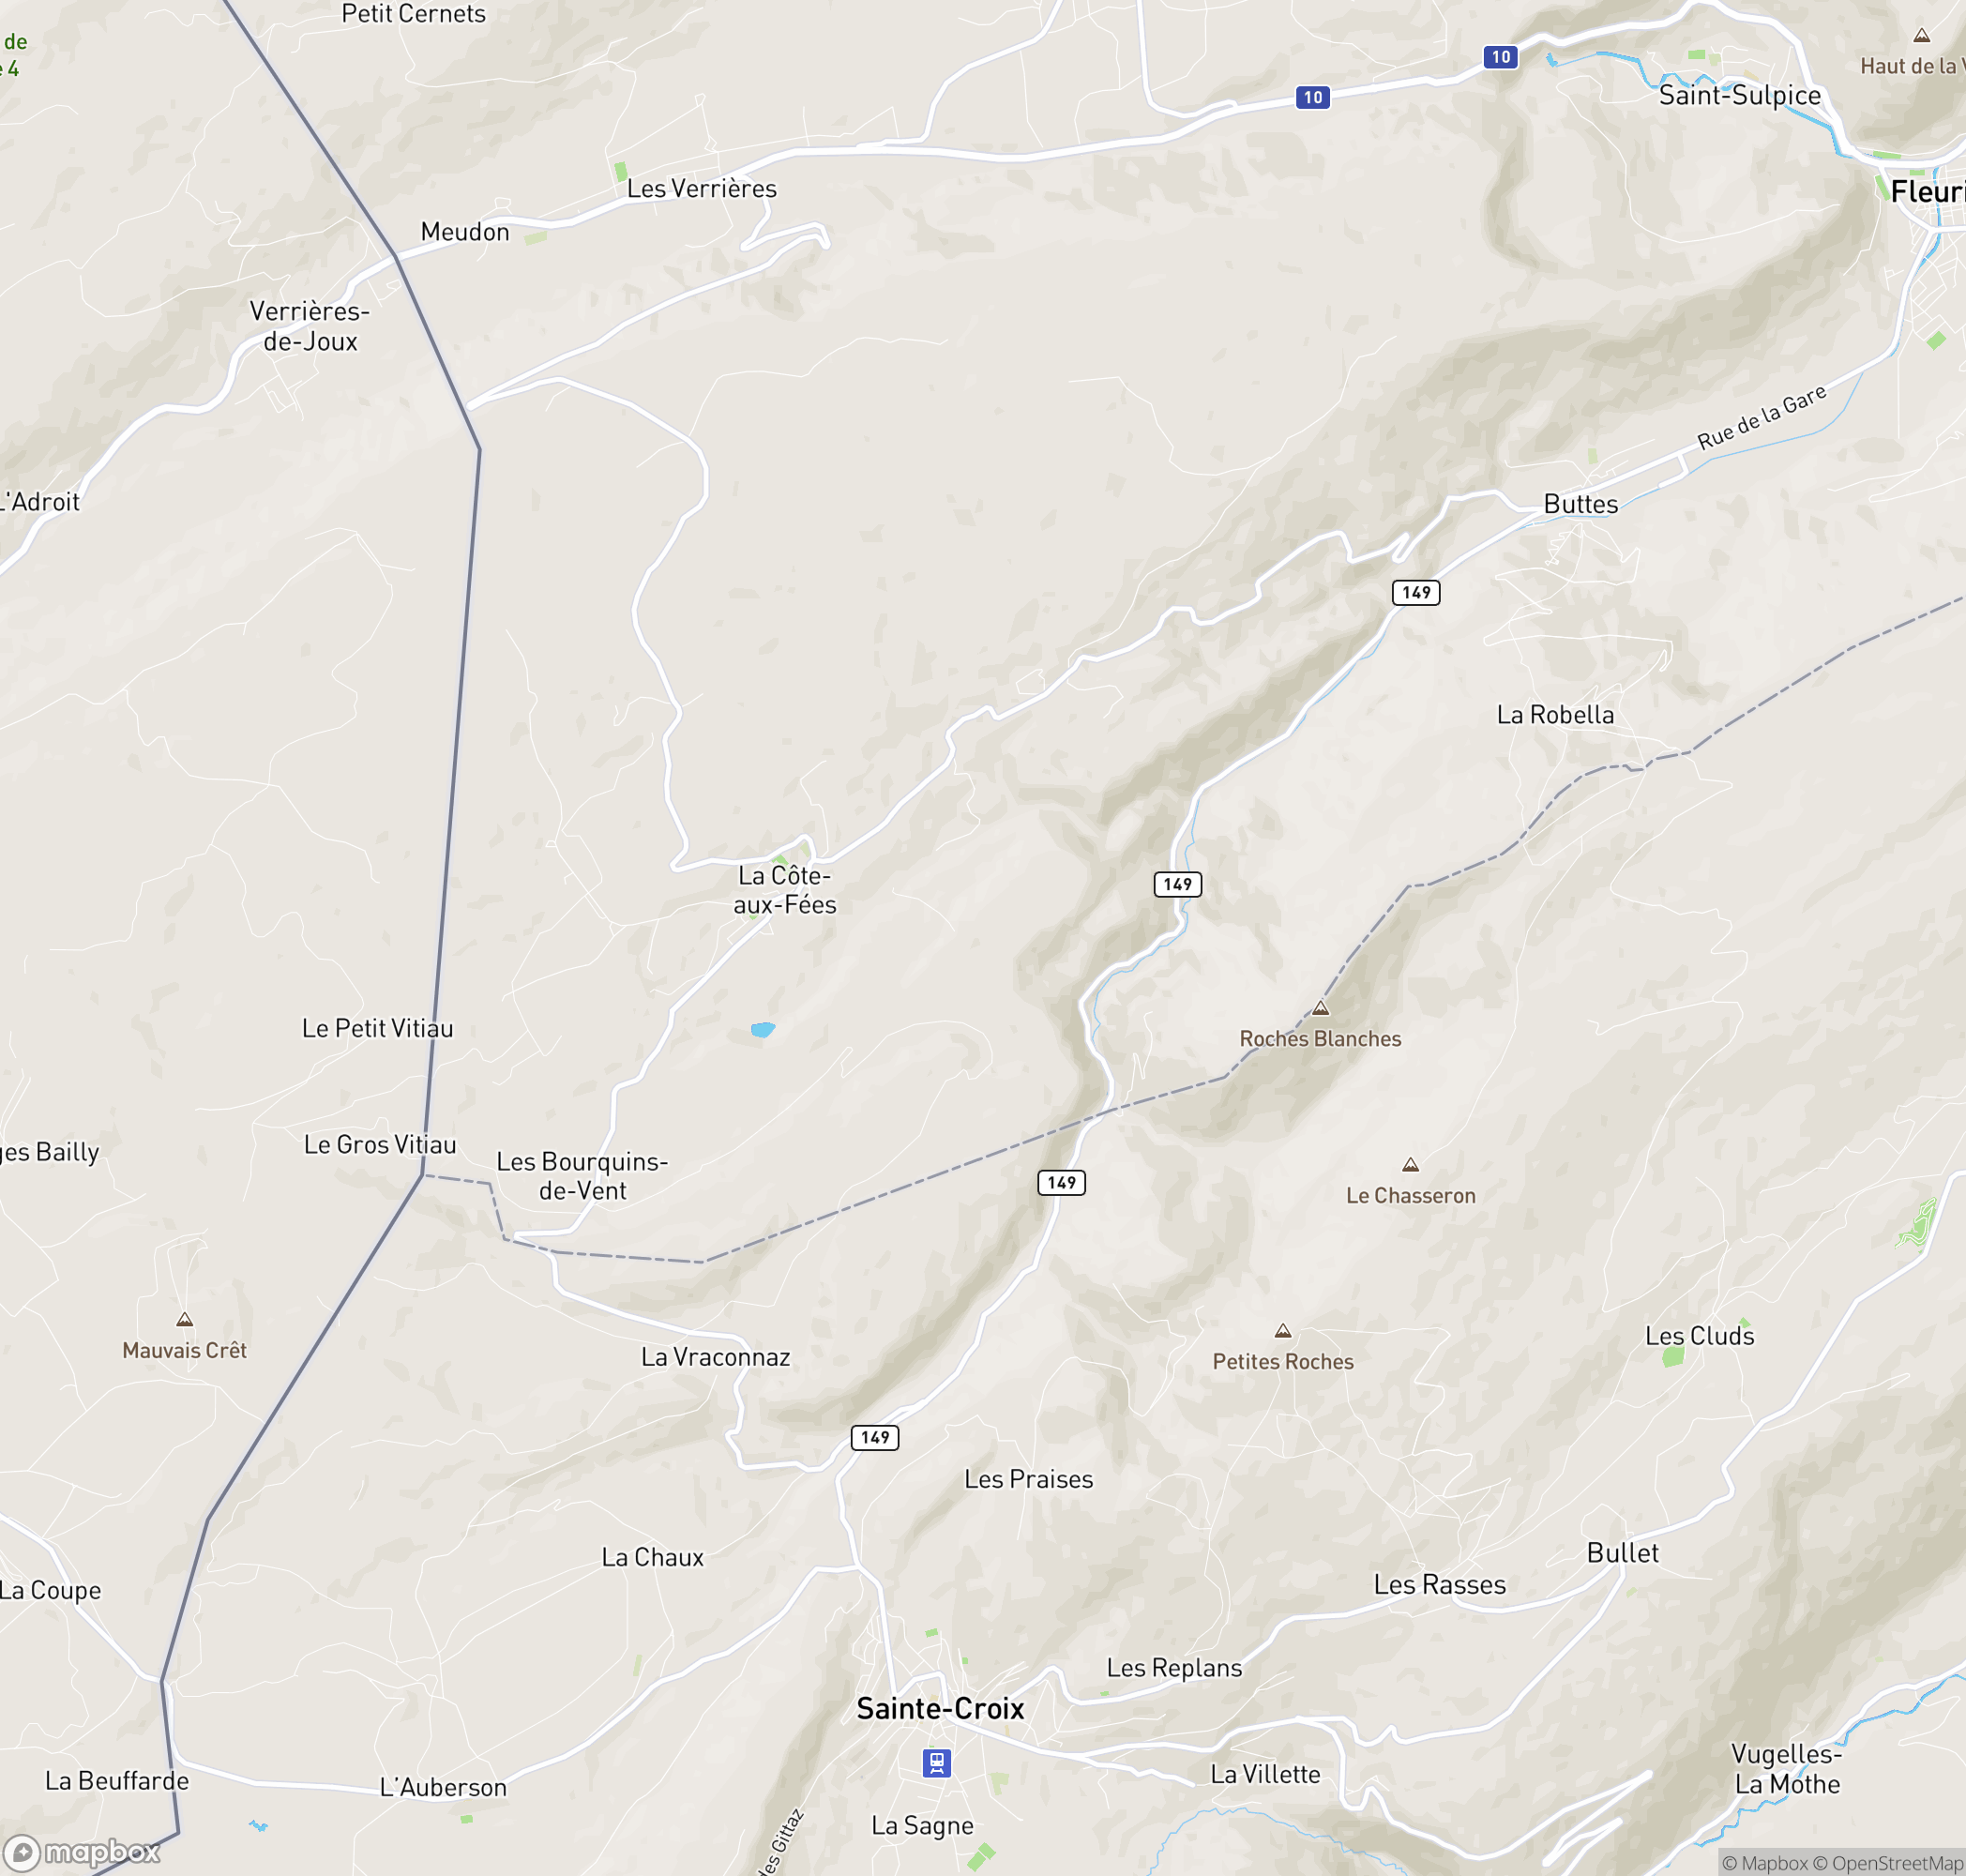 Petit Cernets
de
e 4
10
10
Haut de la V
Saint-Sulpice
Fleuri
Les Verrières
Meudon
Verrières-
de-Joux
Rue de la Gare
L'Adroit
Buttes
149
La Robella
La Côte-
aux-Fées
149
Le Petit Vitiau
Roches Blanches
Le Gros Vitiau
ges Bailly
Les Bourquins-
de-Vent
149
Le Chasseron
Mauvais Crêt
La Vraconnaz
Petites Roches
Les Cluds
149
Les Praises
La Chaux
Bullet
La Coupe
Les Rasses
Les Replans
Sainte-Croix
La Beuffarde
L'Auberson
La Villette
Vugelles-
La Mothe
La Sagne
des Gittaz
mapbox
© Mapbox © OpenStreetMap